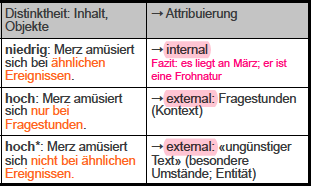 Distinktheit: Inhalt,
Objekte
→ Attribuierung
niedrig: Merz amüsiert
sich bei ähnlichen
Ereignissen.
→ internal
Fazit: es liegt an März; er ist
eine Frohnatur
hoch: Merz amüsiert
sich nur bei
Fragestunden.
→ external: Fragestunden
(Kontext)
hoch*: Merz amüsiert
sich nicht bei ähnlichen
Ereignissen.
→ external: «ungünstiger
Text» (besondere
Umstände; Entität)